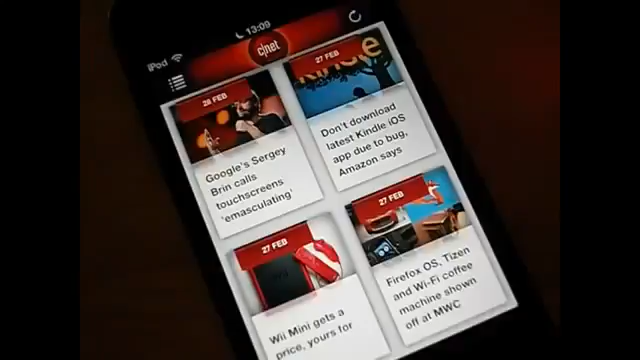 iPod 13:09
c|net
28 FEB
Google's Sergey
Brin calls
touchscreens
'emasculating'
27 FEB
kindle
Don't download
latest Kindle iOS
app due to bug,
Amazon says
27 FEB
Wii
Wii Mini gets a
price, yours for
27 FEB
Firefox OS, Tizen
and Wi-Fi coffee
machine shown
off at MWC